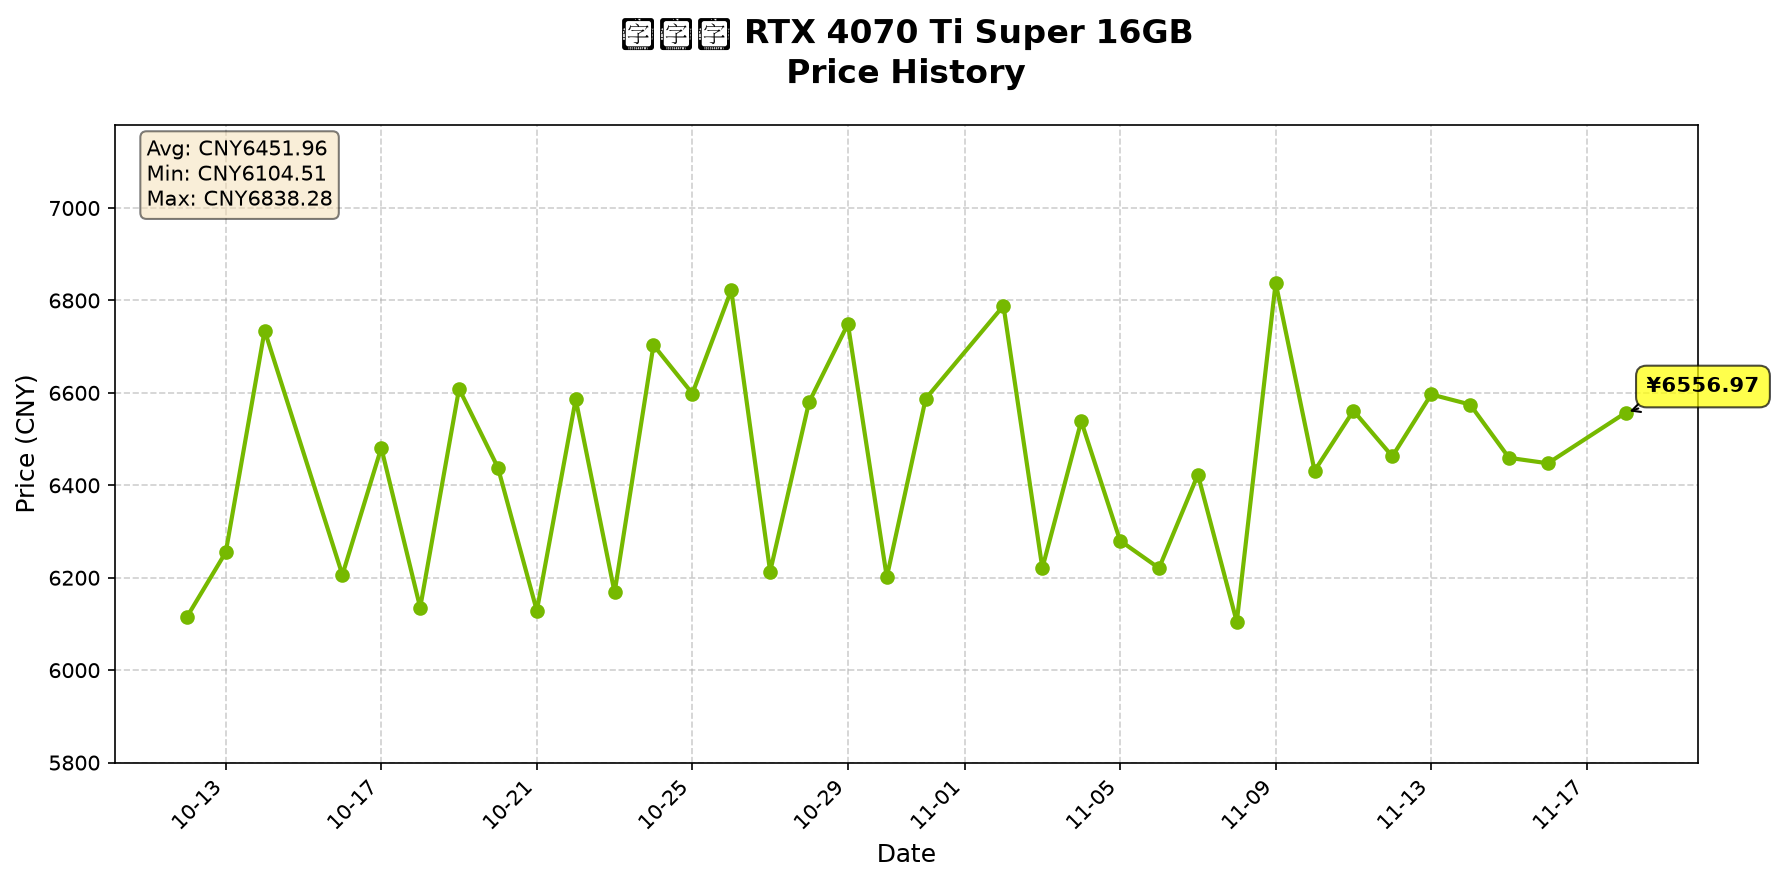 RTX 4070 Ti Super 16GB
Price History
Avg: CNY6451.96
Min: CNY6104.51
Max: CNY6838.28
¥6556.97
Price (CNY)
7000
6800
6600
6400
6200
6000
5800
10-13
10-17
10-21
10-25
10-29
11-01
11-05
11-09
11-13
11-17
Date